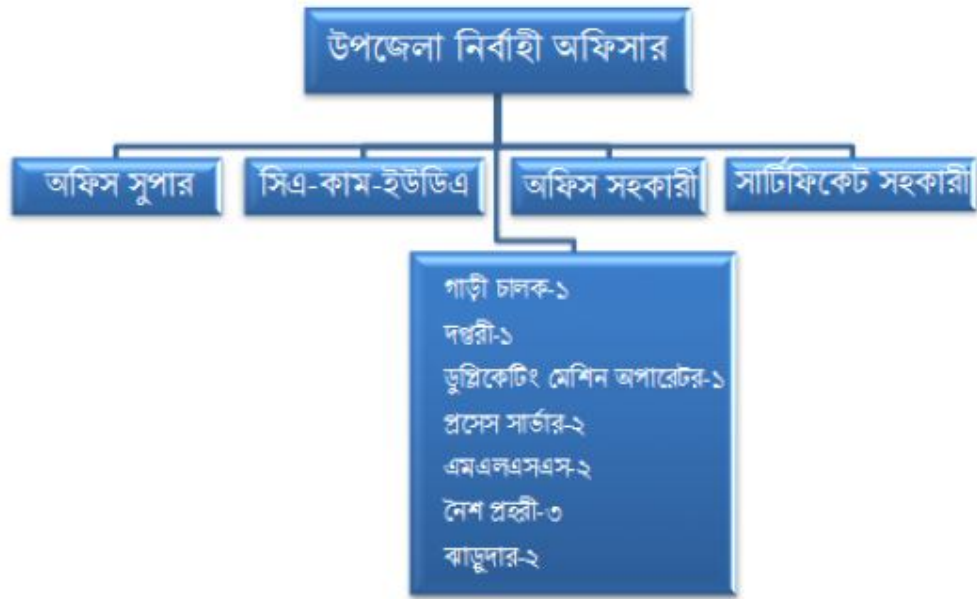 উপজেলা নির্বাহী অফিসার
অফিস সুপার
সিএ-কাম-ইউডিএ
অফিস সহকারী
সার্টিফিকেট সহকারী
গাড়ী চালক-১
দপ্তরী-১
ডুপ্লিকেটিং মেশিন অপারেটর-১
প্রসেস সার্ভার-২
এমএলএসএস-২
নৈশ প্রহরী-৩
ঝাড়ুদার-২